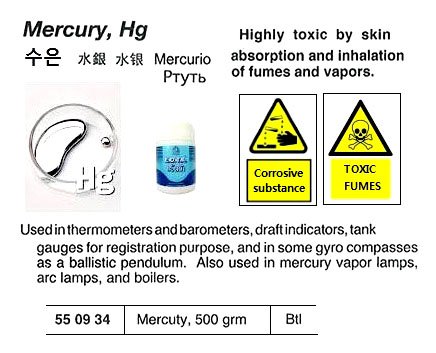 Mercury, Hg
수은 水銀 水银 Mercurio
Ртуть
Highly toxic by skin
absorption and inhalation
of fumes and vapors.
Hg
Corrosive
substance
TOXIC
FUMES
Used in thermometers and barometers, draft indicators, tank
gauges for registration purpose, and in some gyro compasses
as a ballistic pendulum. Also used in mercury vapor lamps,
arc lamps, and boilers.
55 09 34 Mercuty, 500 grm Btl